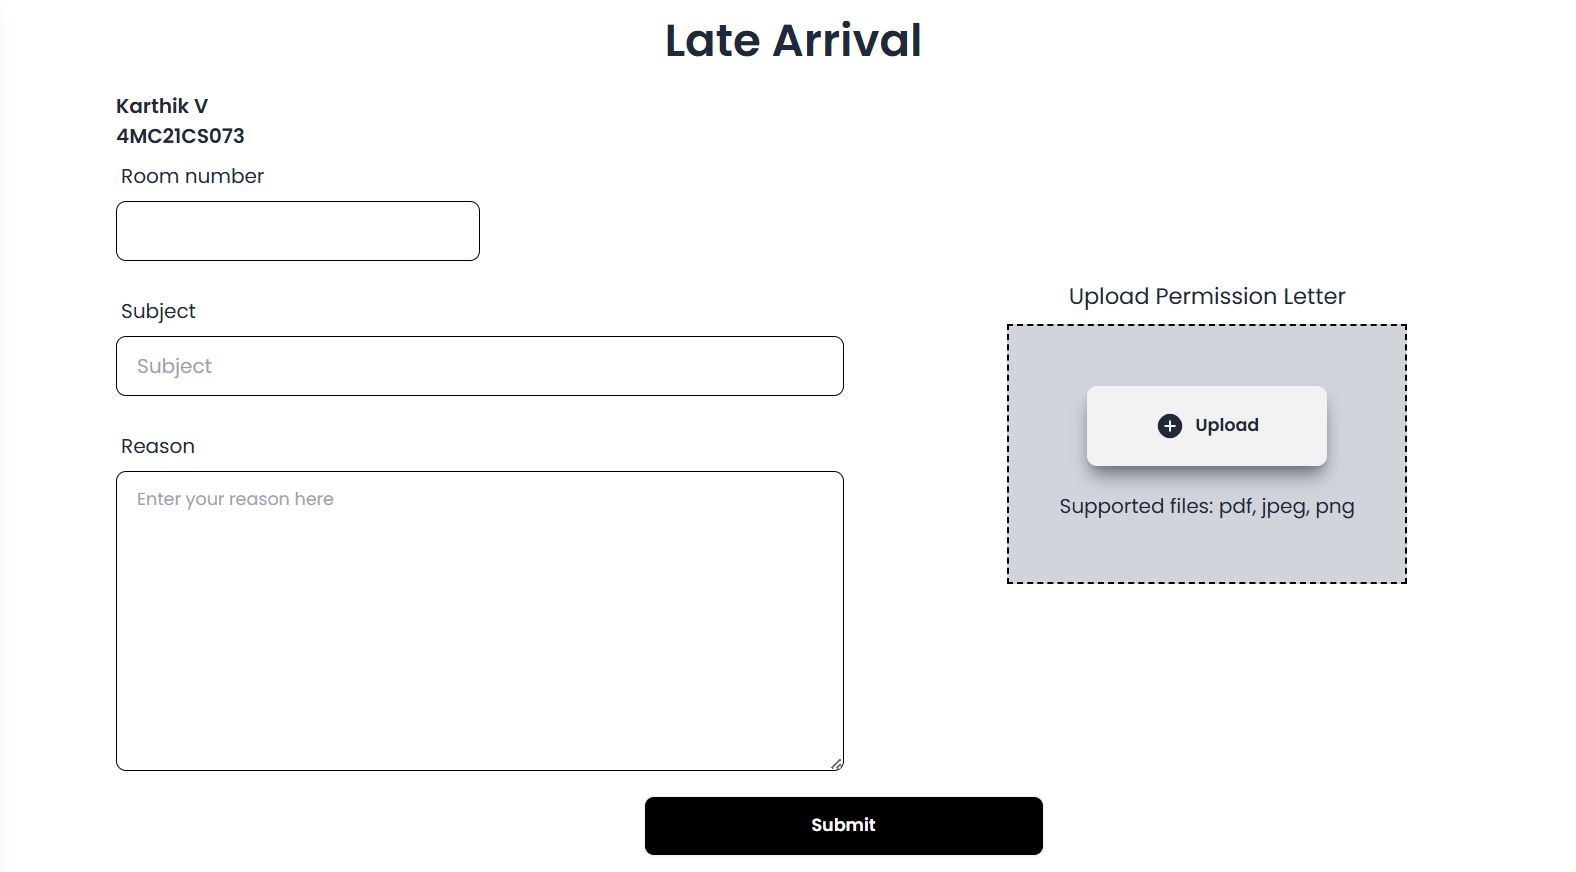 Late Arrival
Karthik V
4MC21CS073
Room number
Subject
Subject
Reason
Enter your reason here
Upload Permission Letter
Upload
Supported files: pdf, jpeg, png
Submit